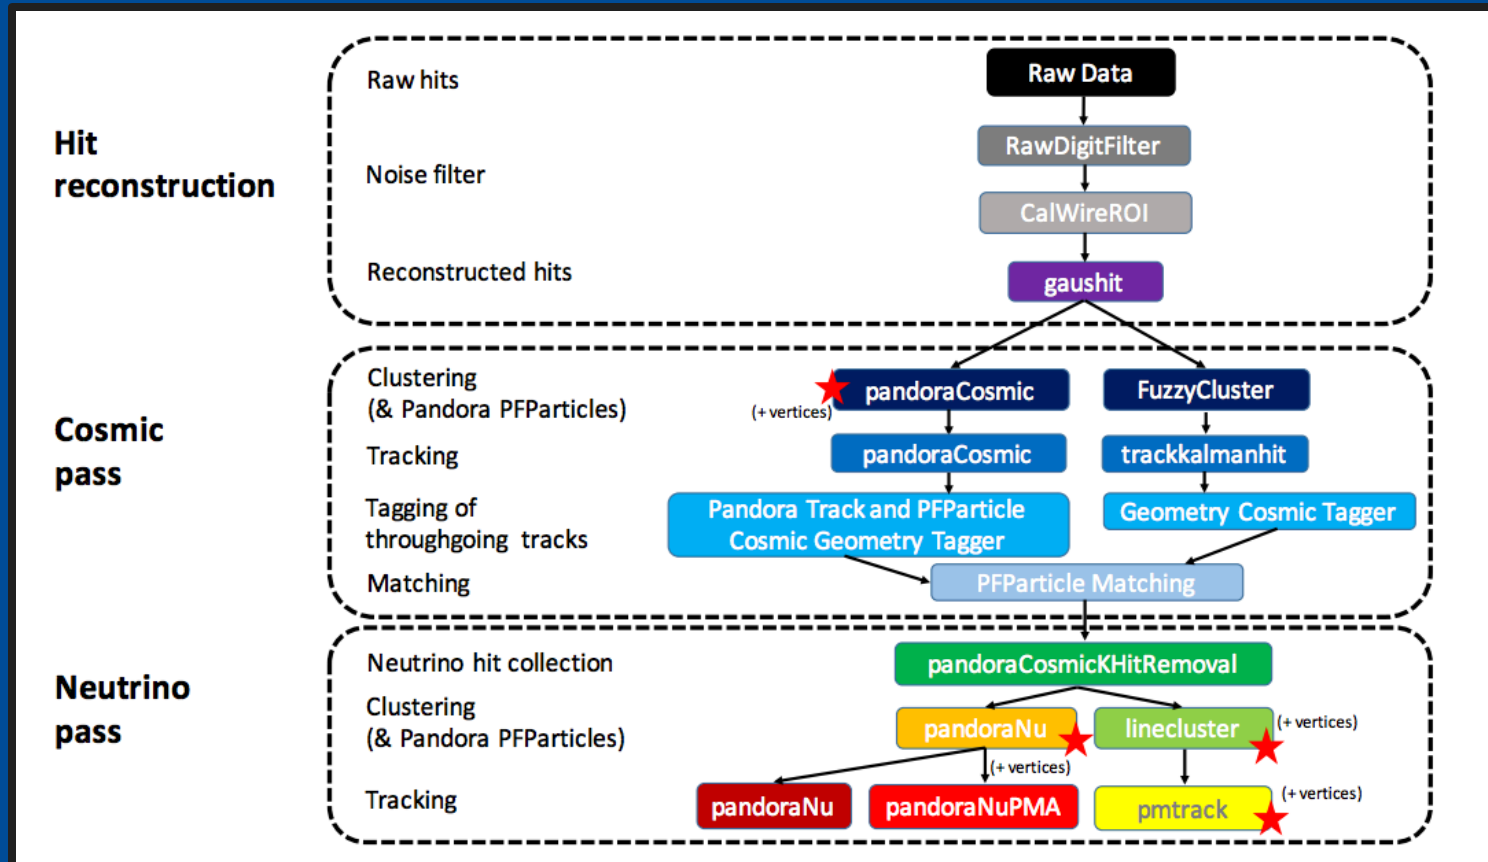 Hit
reconstruction
Raw hits
Raw Data
RawDigitFilter
Noise filter
CalWireROI
Reconstructed hits
gaushit
Cosmic
pass
Clustering
(& Pandora PFParticles)
(+ vertices)
pandoraCosmic
FuzzyCluster
Tracking
pandoraCosmic
trackkalmanhit
Tagging of
throughgoing tracks
Pandora Track and PFParticle
Cosmic Geometry Tagger
Geometry Cosmic Tagger
Matching
PFParticle Matching
Neutrino
pass
Neutrino hit collection
pandoraCosmicKHitRemoval
Clustering
(& Pandora PFParticles)
pandoraNu
linecluster
(+ vertices)
(+ vertices)
Tracking
pandoraNu
pandoraNuPMA
pmtrack
(+ vertices)